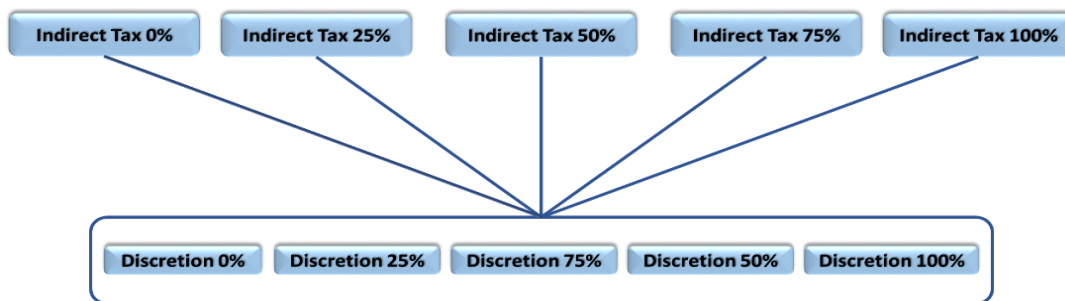 Indirect Tax 0% Indirect Tax 25% Indirect Tax 50% Indirect Tax 75% Indirect Tax 100%
Discretion 0% Discretion 25% Discretion 75% Discretion 50% Discretion 100%